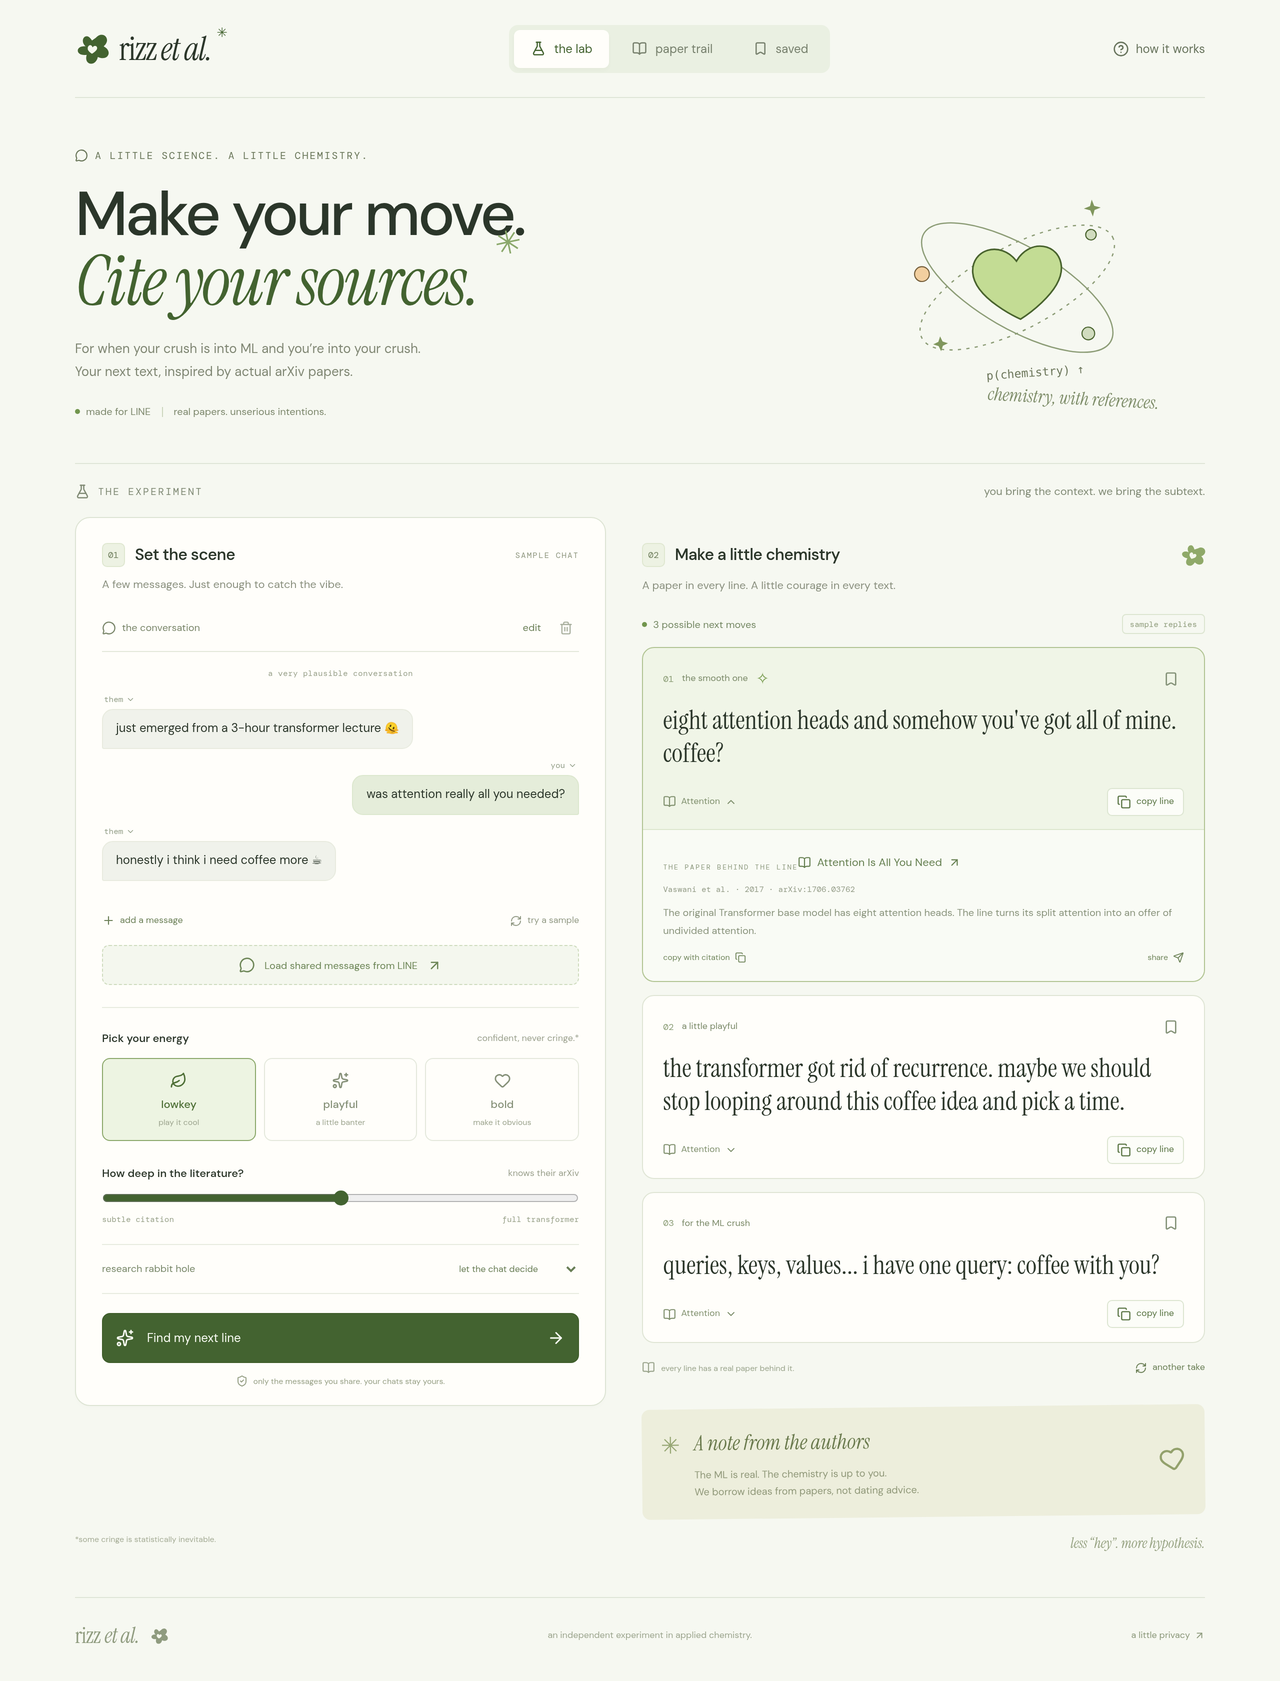 rizz et al.
the lab
paper trail
saved
how it works
A LITTLE SCIENCE. A LITTLE CHEMISTRY.
Make your move.
Cite your sources.
For when your crush is into ML and you’re into your crush.
Your next text, inspired by actual arXiv papers.
made for LINE
real papers. unserious intentions.
p(chemistry) ↑
chemistry, with references.
THE EXPERIMENT
you bring the context. we bring the subtext.
01 Set the scene
SAMPLE CHAT
A few messages. Just enough to catch the vibe.
the conversation
edit
a very plausible conversation
them
just emerged from a 3-hour transformer lecture 🫠
you
was attention really all you needed?
them
honestly i think i need coffee more ☕
add a message
try a sample
Load shared messages from LINE
Pick your energy
confident, never cringe.*
lowkey
play it cool
playful
a little banter
bold
make it obvious
How deep in the literature?
knows their arXiv
subtle citation
full transformer
research rabbit hole
let the chat decide
Find my next line
only the messages you share. your chats stay yours.
02 Make a little chemistry
A paper in every line. A little courage in every text.
3 possible next moves
sample replies
01 the smooth one
eight attention heads and somehow you've got all of mine.
coffee?
Attention
copy line
THE PAPER BEHIND THE LINE
Attention Is All You Need
Vaswani et al. · 2017 · arXiv:1706.03762
The original Transformer base model has eight attention heads. The line turns its split attention into an offer of
undivided attention.
copy with citation
share
02 a little playful
the transformer got rid of recurrence. maybe we should
stop looping around this coffee idea and pick a time.
Attention
copy line
03 for the ML crush
queries, keys, values... i have one query: coffee with you?
Attention
copy line
every line has a real paper behind it.
another take
A note from the authors
The ML is real. The chemistry is up to you.
We borrow ideas from papers, not dating advice.
*some cringe is statistically inevitable.
less “hey”. more hypothesis.
rizz et al.
an independent experiment in applied chemistry.
a little privacy